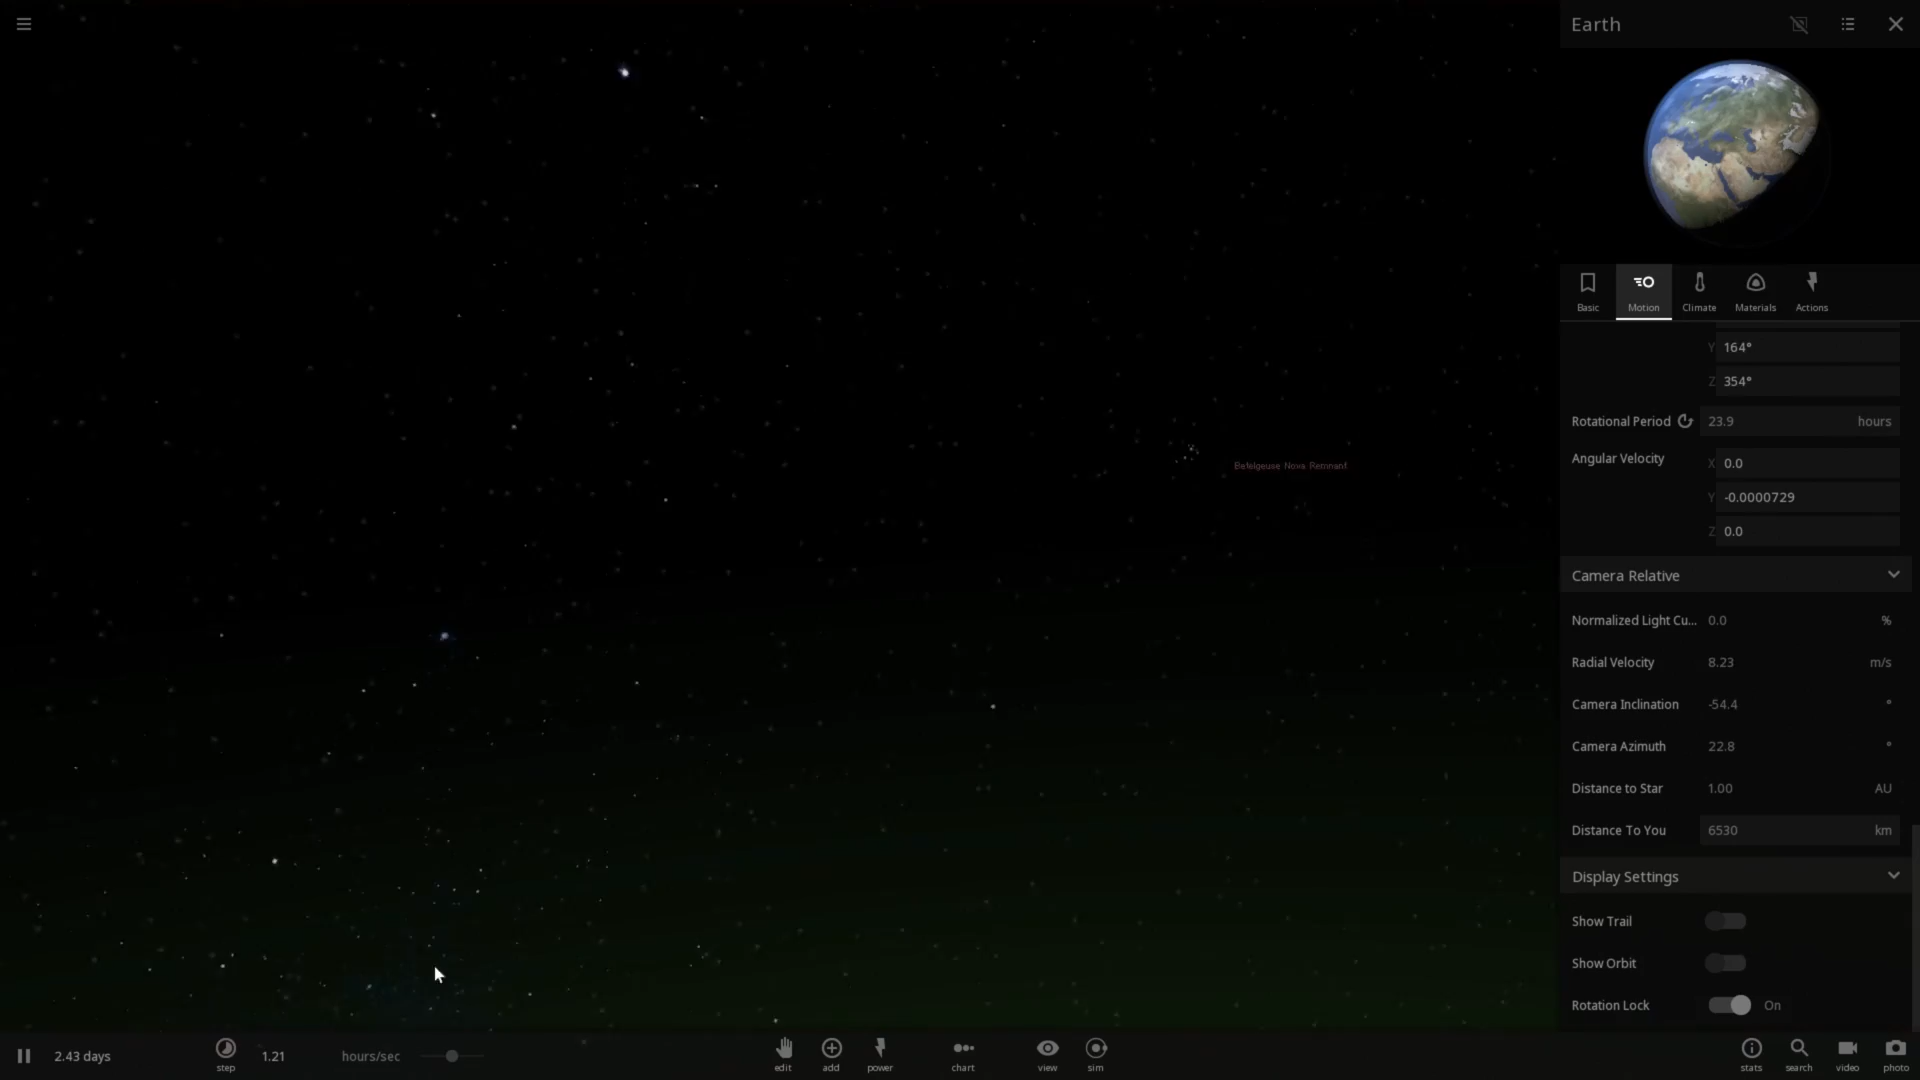 Earth
Basic
Motion
Climate
Materials
Actions
Y 164°
Z 354°
Rotational Period 23.9 hours
Angular Velocity X 0.0
Y -0.0000729
Z 0.0
Betelgeuse Nova Remnant
Camera Relative
Normalized Light Cu... 0.0 %
Radial Velocity 8.23 m/s
Camera Inclination -54.4 °
Camera Azimuth 22.8 °
Distance to Star 1.00 AU
Distance To You 6530 km
Display Settings
Show Trail
Show Orbit
Rotation Lock On
2.43 days
step
1.21 hours/sec
edit
add
power
chart
view
sim
stats
search
video
photo